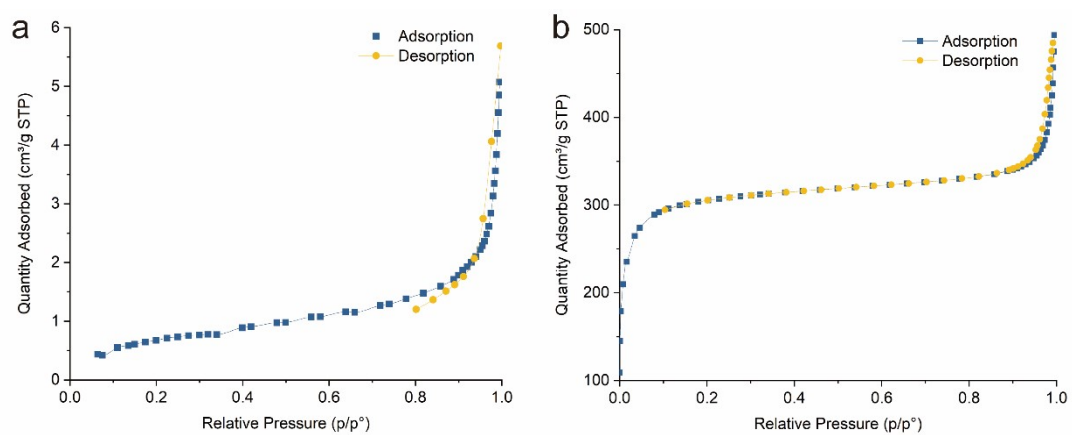 a
6
5
4
3
2
1
0
Quantity Adsorbed (cm³/g STP)
Adsorption
Desorption
0.0 0.2 0.4 0.6 0.8 1.0
Relative Pressure (p/p°)
b
500
400
300
200
100
Quantity Adsorbed (cm³/g STP)
Adsorption
Desorption
0.0 0.2 0.4 0.6 0.8 1.0
Relative Pressure (p/p°)